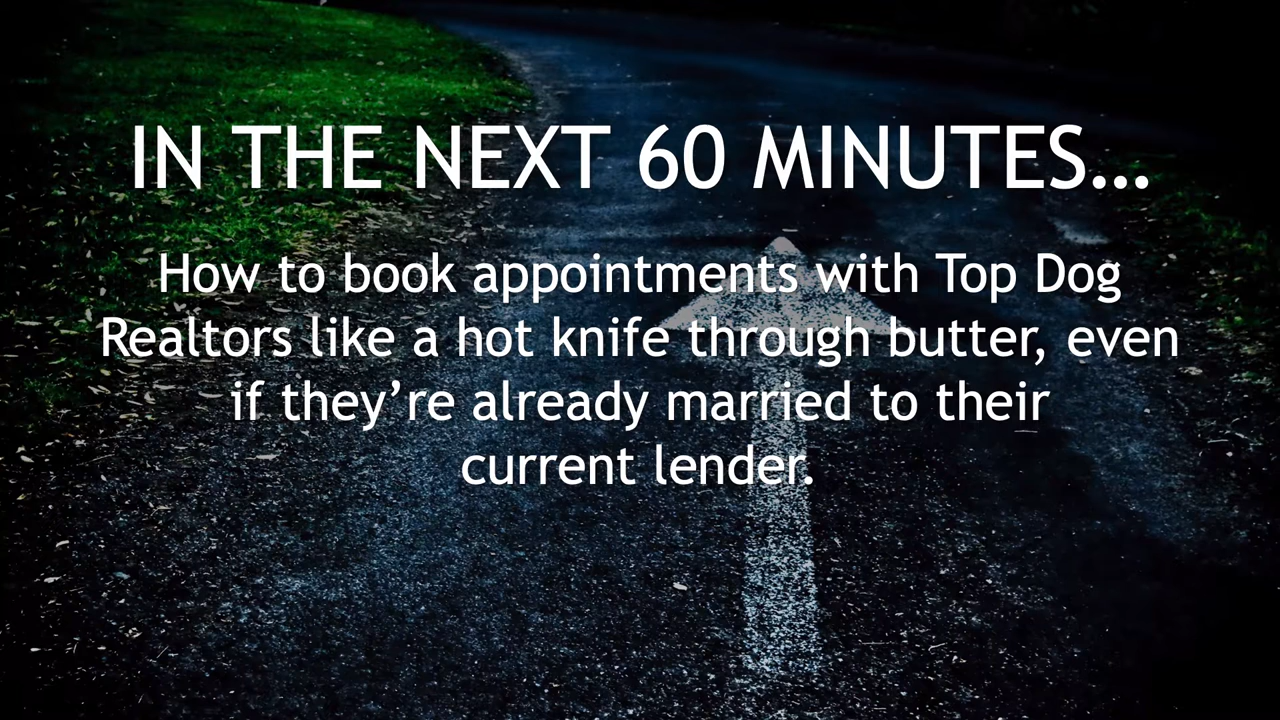 IN THE NEXT 60 MINUTES...
How to book appointments with Top Dog
Realtors like a hot knife through butter, even
if they’re already married to their
current lender.